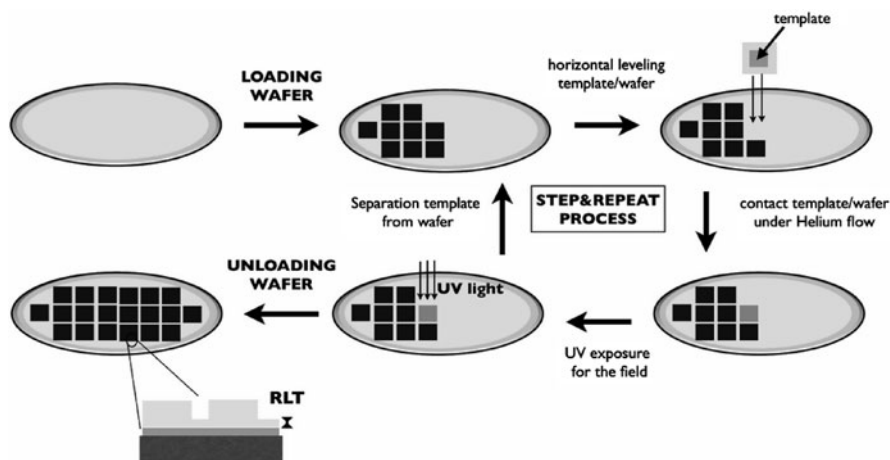 template
LOADING
WAFER
horizontal leveling
template/wafer
Separation template
from wafer
STEP&REPEAT
PROCESS
contact template/wafer
under Helium flow
UNLOADING
WAFER
UV light
UV exposure
for the field
RLT